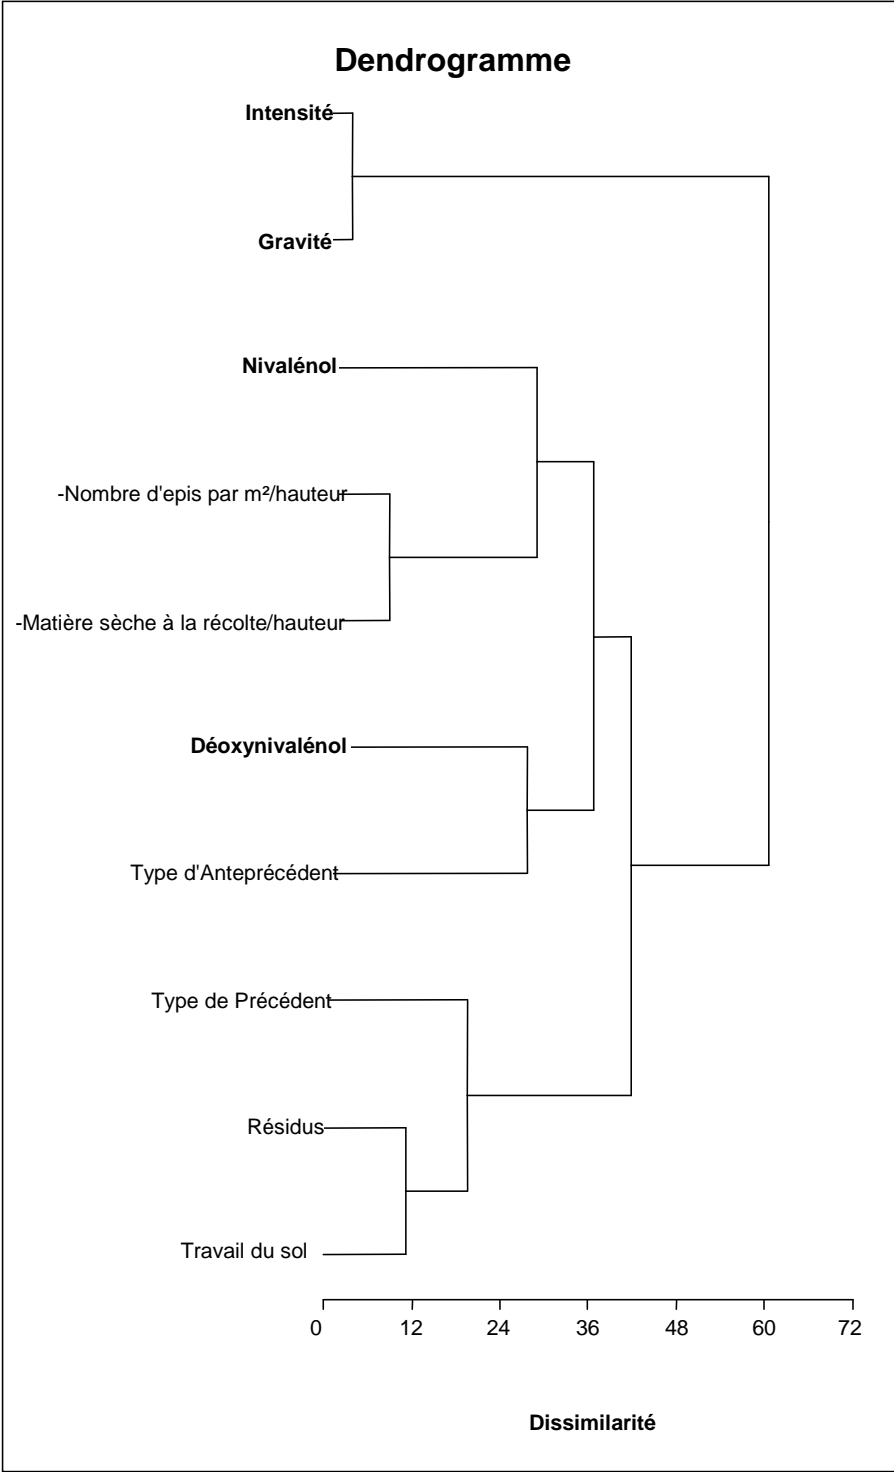 Dendrogramme
Intensité
Gravité
Nivalénol
-Nombre d'epis par m²/hauteur
-Matière sèche à la récolte/hauteur
Déoxynivalénol
Type d'Anteprécédent
Type de Précédent
Résidus
Travail du sol
0 12 24 36 48 60 72
Dissimilarité